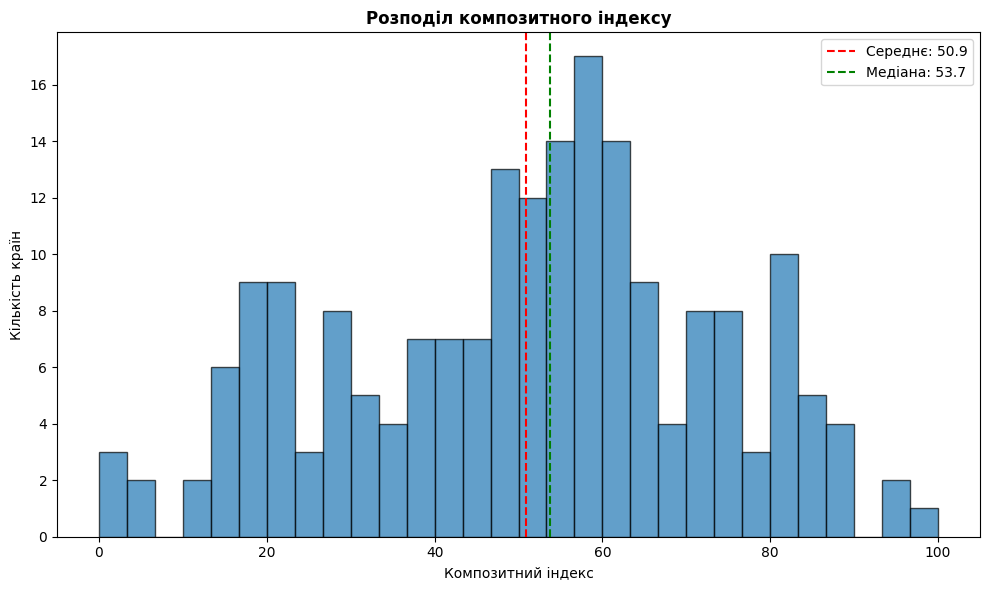 Розподіл композитного індексу
Середнє: 50.9
Медіана: 53.7
16
14
12
10
8
6
4
2
0
Кількість країн
0 20 40 60 80 100
Композитний індекс